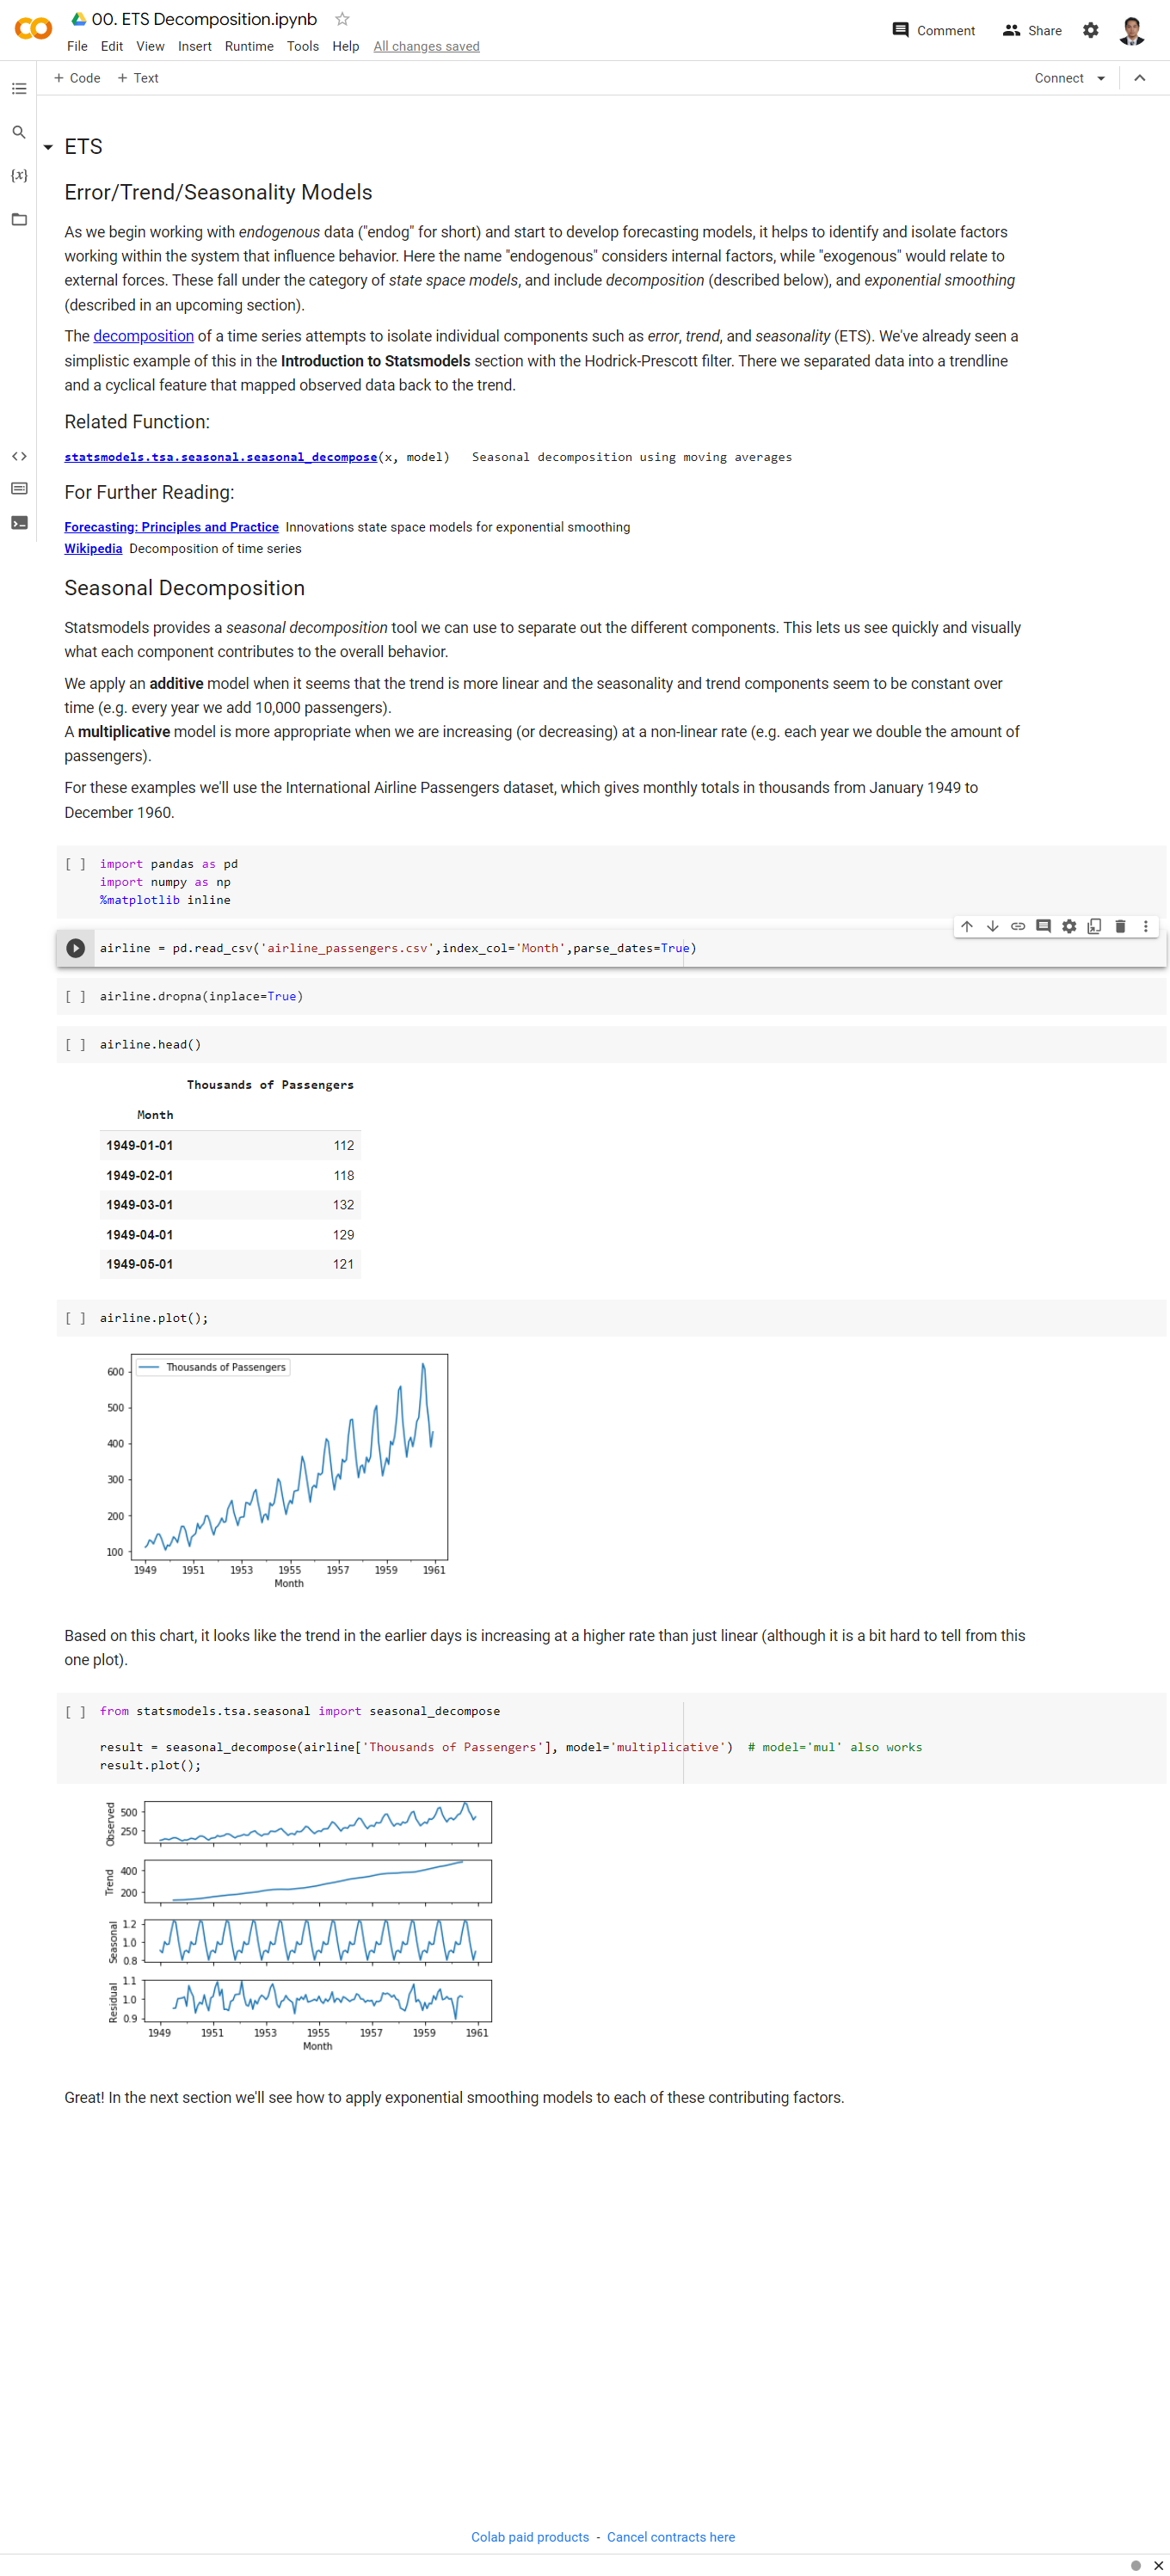 00. ETS Decomposition.ipynb
File Edit View Insert Runtime Tools Help All changes saved
Comment Share
+ Code + Text
Connect
ETS
Error/Trend/Seasonality Models
As we begin working with endogenous data ("endog" for short) and start to develop forecasting models, it helps to identify and isolate factors
working within the system that influence behavior. Here the name "endogenous" considers internal factors, while "exogenous" would relate to
external forces. These fall under the category of state space models, and include decomposition (described below), and exponential smoothing
(described in an upcoming section).
The decomposition of a time series attempts to isolate individual components such as error, trend, and seasonality (ETS). We've already seen a
simplistic example of this in the Introduction to Statsmodels section with the Hodrick-Prescott filter. There we separated data into a trendline
and a cyclical feature that mapped observed data back to the trend.
Related Function:
statsmodels.tsa.seasonal.seasonal_decompose(x, model) Seasonal decomposition using moving averages
For Further Reading:
Forecasting: Principles and Practice Innovations state space models for exponential smoothing
Wikipedia Decomposition of time series
Seasonal Decomposition
Statsmodels provides a seasonal decomposition tool we can use to separate out the different components. This lets us see quickly and visually
what each component contributes to the overall behavior.
We apply an additive model when it seems that the trend is more linear and the seasonality and trend components seem to be constant over
time (e.g. every year we add 10,000 passengers).
A multiplicative model is more appropriate when we are increasing (or decreasing) at a non-linear rate (e.g. each year we double the amount of
passengers).
For these examples we'll use the International Airline Passengers dataset, which gives monthly totals in thousands from January 1949 to
December 1960.
[ ] import pandas as pd
import numpy as np
%matplotlib inline
airline = pd.read_csv('airline_passengers.csv',index_col='Month',parse_dates=True)
[ ] airline.dropna(inplace=True)
[ ] airline.head()
Thousands of Passengers
Month
1949-01-01 112
1949-02-01 118
1949-03-01 132
1949-04-01 129
1949-05-01 121
[ ] airline.plot();
Thousands of Passengers
600
500
400
300
200
100
1949 1951 1953 1955 1957 1959 1961
Month
Based on this chart, it looks like the trend in the earlier days is increasing at a higher rate than just linear (although it is a bit hard to tell from this
one plot).
[ ] from statsmodels.tsa.seasonal import seasonal_decompose
result = seasonal_decompose(airline['Thousands of Passengers'], model='multiplicative') # model='mul' also works
result.plot();
Observed
500
250
Trend
400
200
Seasonal
1.2
1.0
0.8
Residual
1.1
1.0
0.9
1949 1951 1953 1955 1957 1959 1961
Month
Great! In the next section we'll see how to apply exponential smoothing models to each of these contributing factors.
Colab paid products - Cancel contracts here